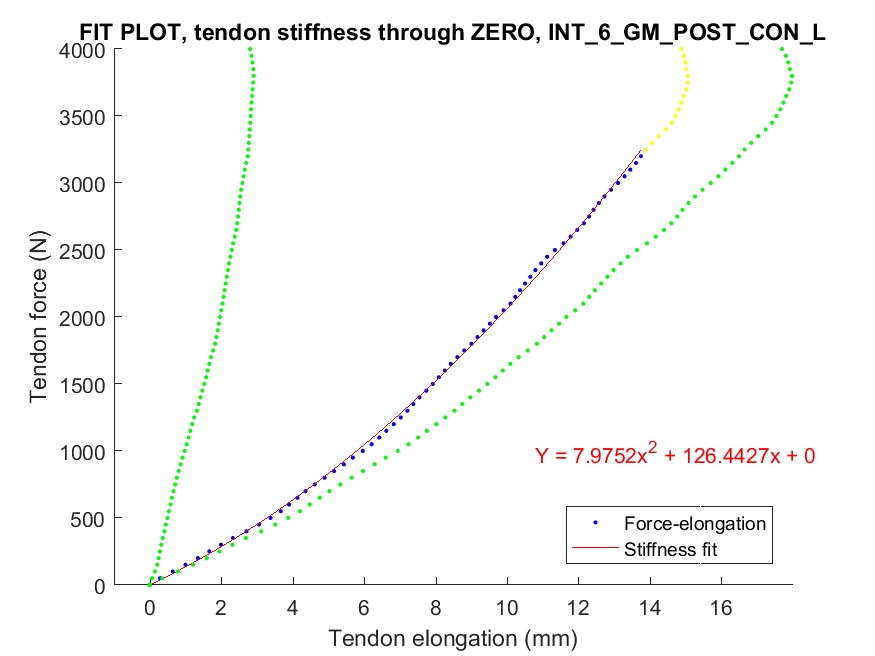 FIT PLOT, tendon stiffness through ZERO, INT_6_GM_POST_CON_L
4000
3500
3000
2500
2000
1500
1000
500
0
Tendon force (N)
Y = 7.9752x² + 126.4427x + 0
Force-elongation
Stiffness fit
0 2 4 6 8 10 12 14 16
Tendon elongation (mm)